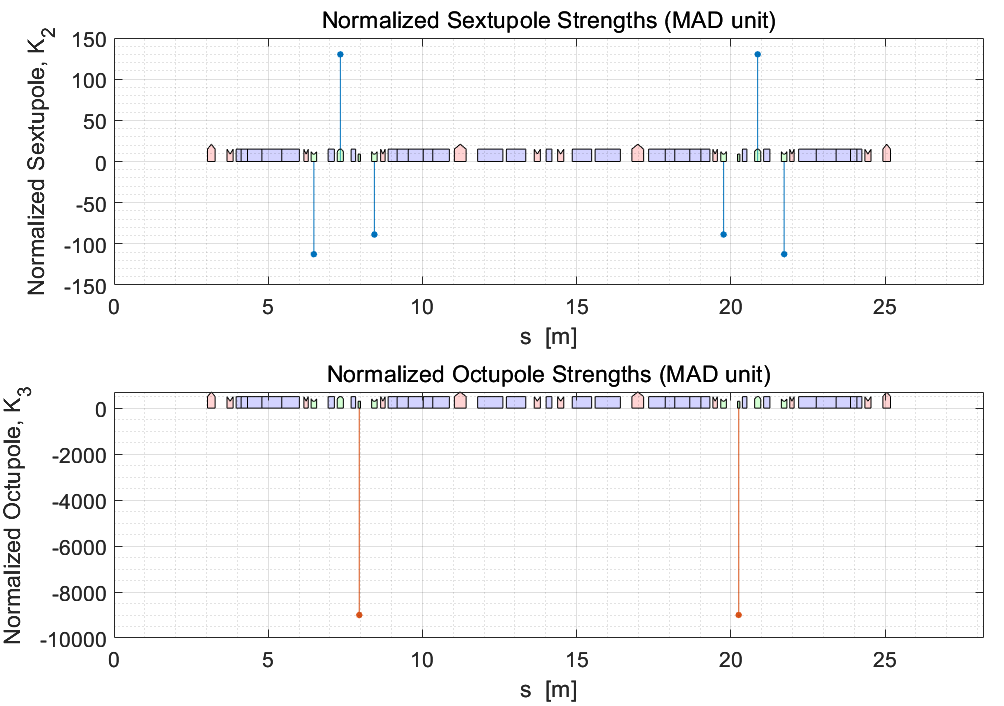 Normalized Sextupole Strengths (MAD unit)
Normalized Sextupole, K2
150
100
50
0
-50
-100
-150
0 5 10 15 20 25
s [m]
Normalized Octupole Strengths (MAD unit)
Normalized Octupole, K3
0
-2000
-4000
-6000
-8000
-10000
0 5 10 15 20 25
s [m]